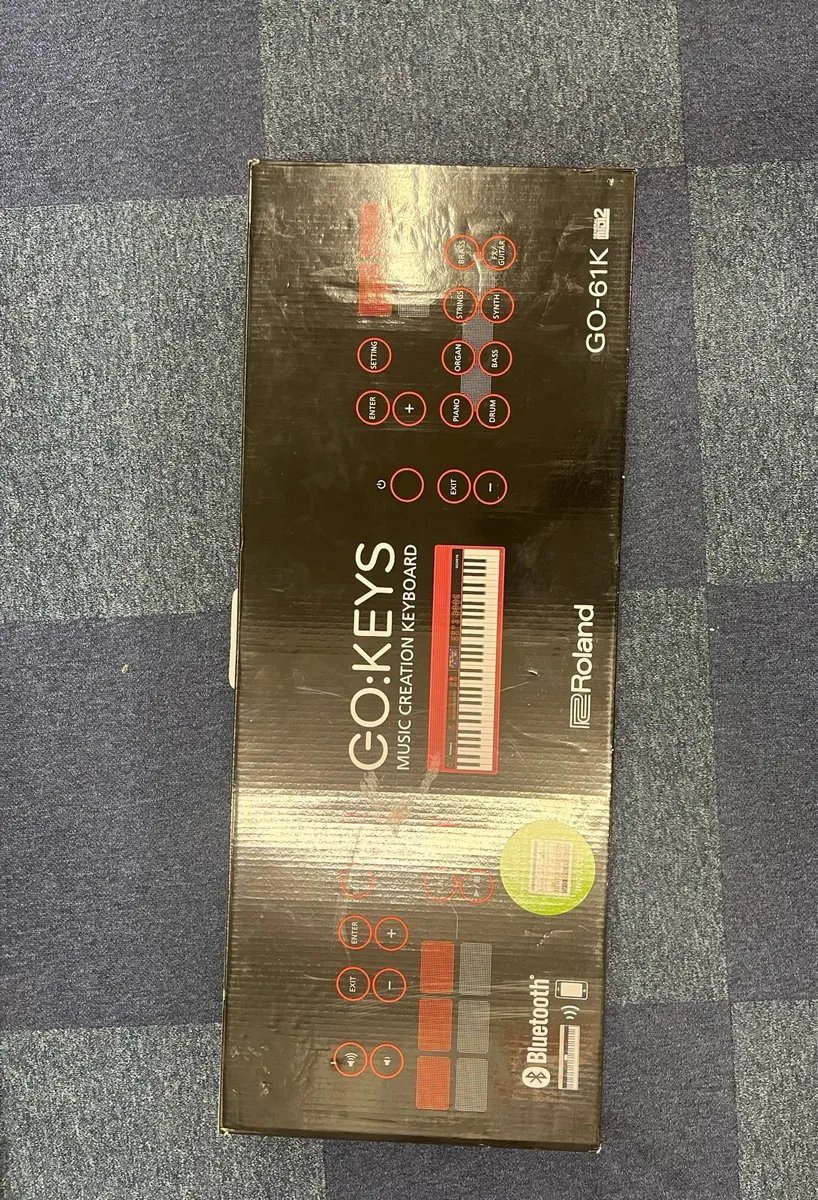 GO:KEYS
MUSIC CREATION KEYBOARD
Roland
GO-61K
Bluetooth®
EXIT
ENTER
-
+
EXIT
ENTER
SETTING
-
+
PIANO
ORGAN
STRINGS
BRASS
DRUM
BASS
SYNTH
FX/
GUITAR